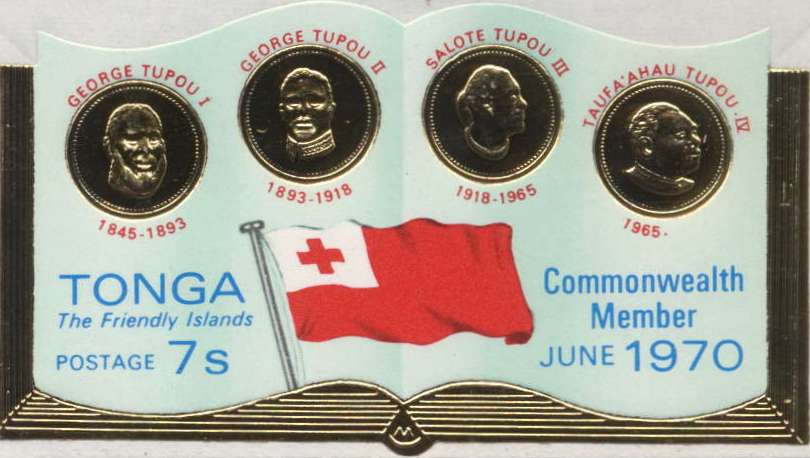 GEORGE TUPOU I
1845-1893
GEORGE TUPOU II
1893-1918
SALOTE TUPOU III
1918-1965
TAUFA'AHAU TUPOU .IV
1965.
TONGA
The Friendly Islands
POSTAGE 7s
Commonwealth
Member
JUNE 1970
M